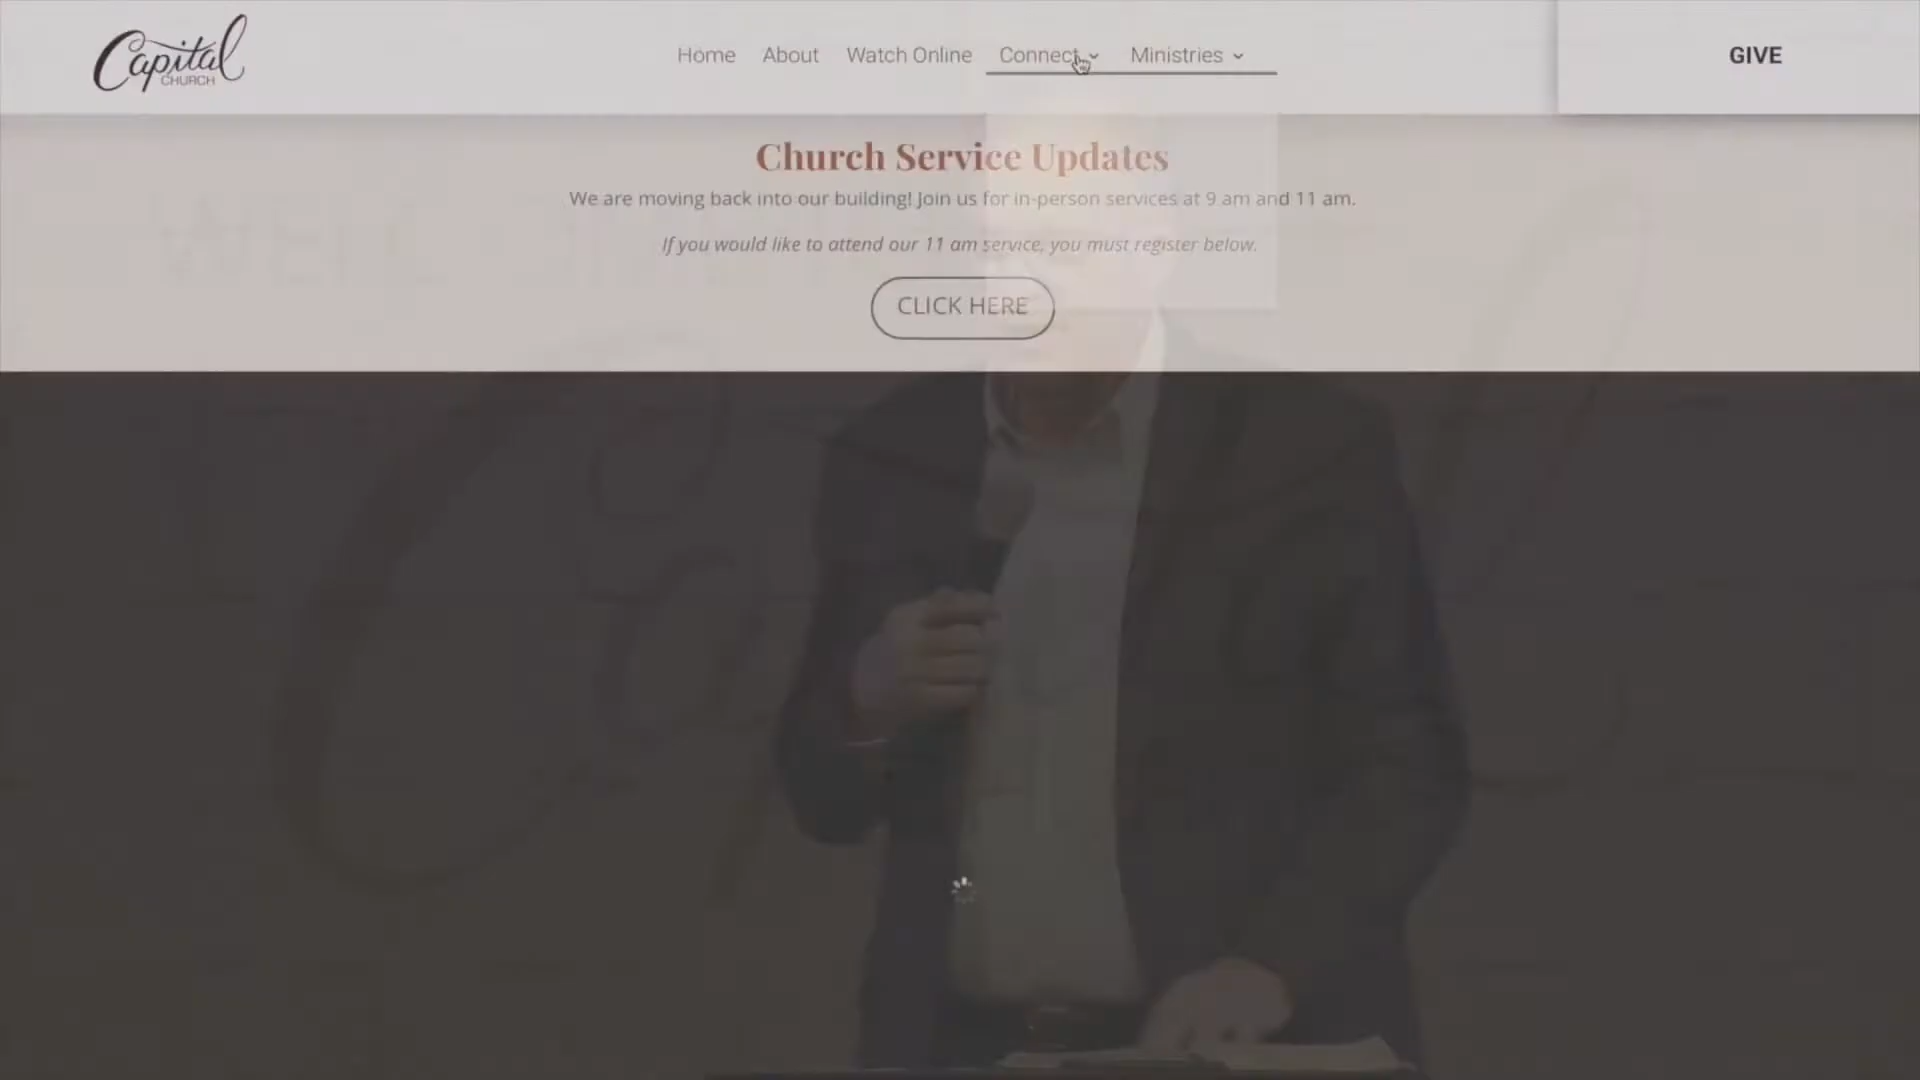 Capital
CHURCH
Home About Watch Online Connect Ministries GIVE
Church Service Updates
We are moving back into our building! Join us for in-person services at 9 am and 11 am.
If you would like to attend our 11 am service, you must register below.
CLICK HERE